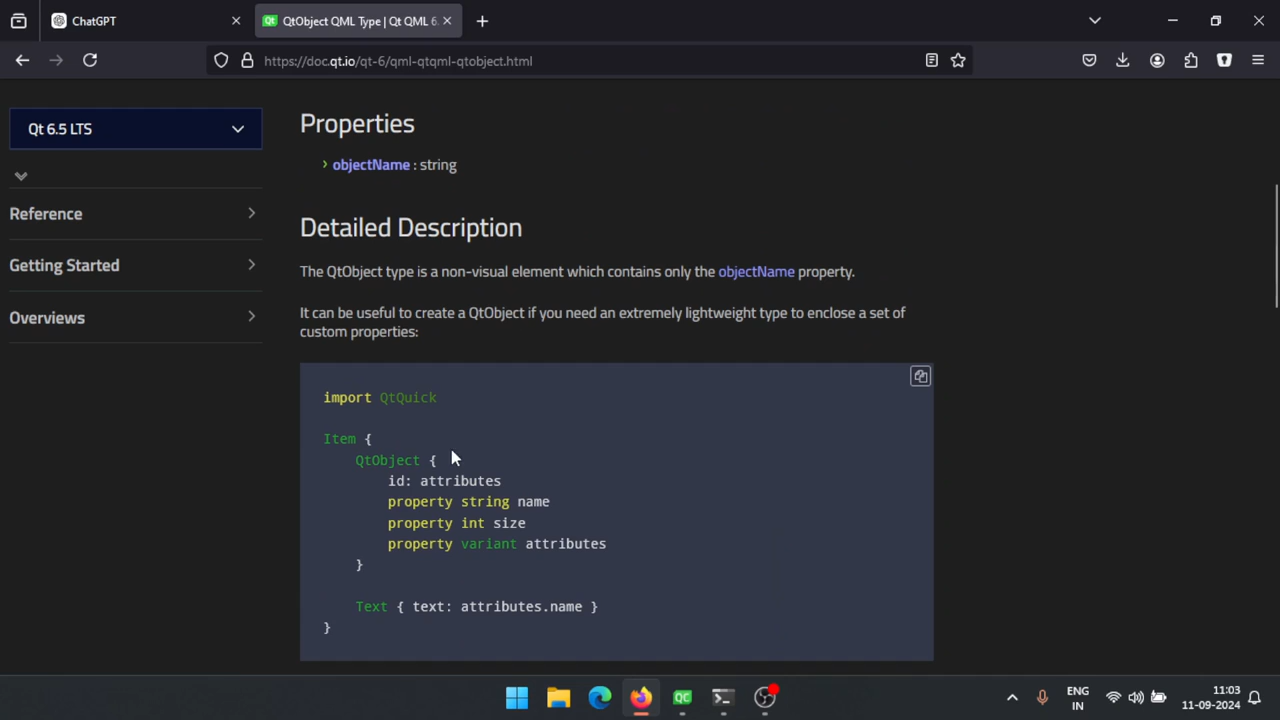 ChatGPT
QtObject QML Type | Qt QML 6.
https://doc.qt.io/qt-6/qml-qtqml-qtobject.html
Qt 6.5 LTS
Reference
Getting Started
Overviews
Properties
objectName : string
Detailed Description
The QtObject type is a non-visual element which contains only the objectName property.
It can be useful to create a QtObject if you need an extremely lightweight type to enclose a set of
custom properties:
import QtQuick
Item {
QtObject {
id: attributes
property string name
property int size
property variant attributes
}
Text { text: attributes.name }
}
ENG
IN
11:03
11-09-2024